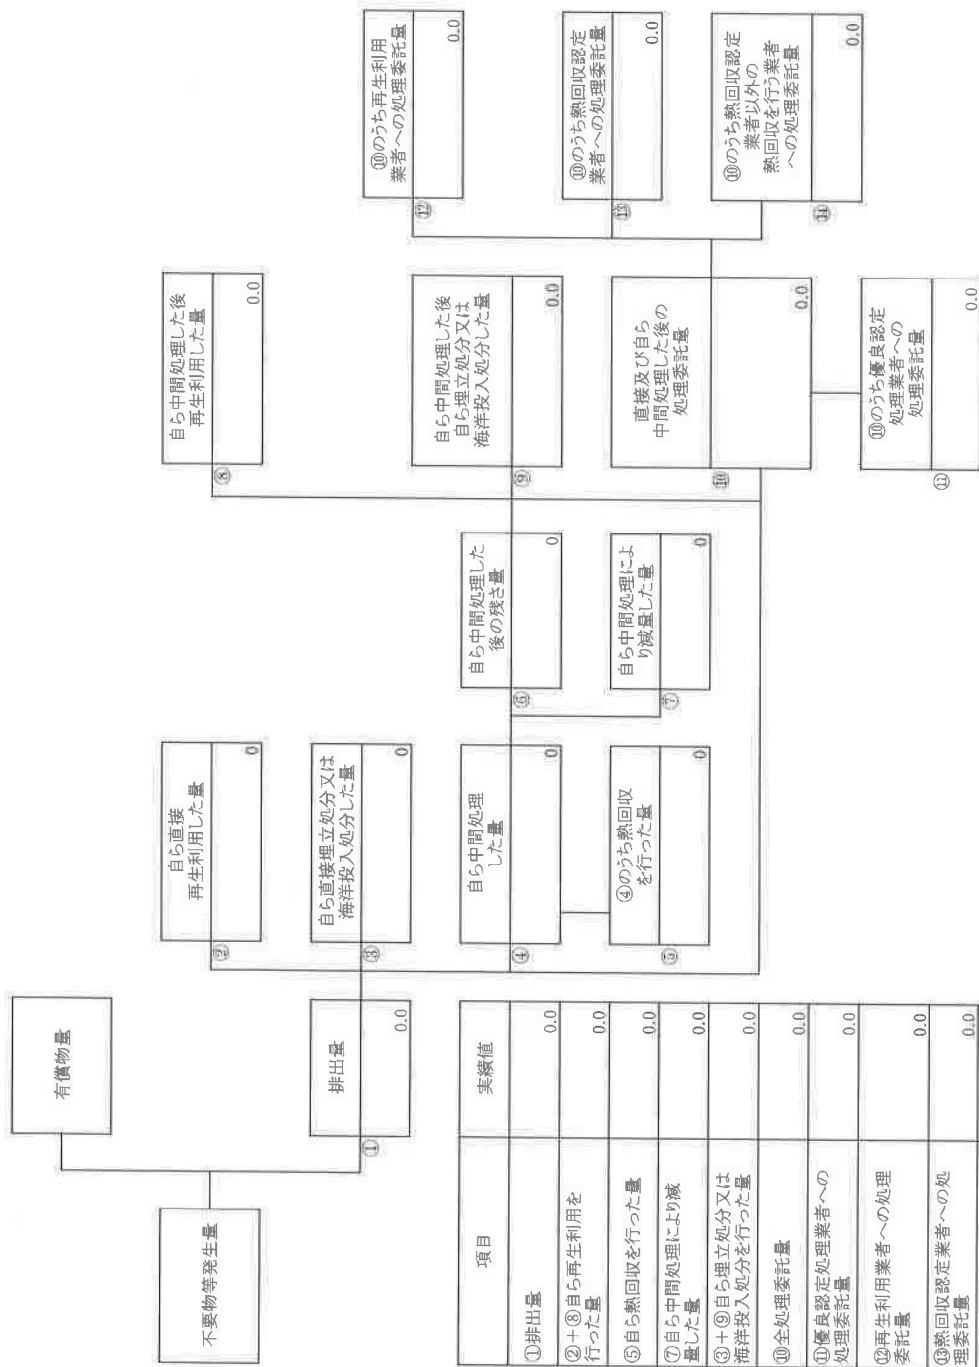 不要物等発生量
有償物量
①
排出量
0.0
②
自ら直接
再生利用した量
0
③
自ら直接埋立処分又は
海洋投入処分した量
0
④
自ら中間処理
した量
0
⑤
④のうち熱回収
を行った量
0
⑥
自ら中間処理した
後の残さ量
0
⑦
自ら中間処理によ
り減量した量
0
⑧
自ら中間処理した後
再生利用した量
0.0
⑨
自ら中間処理した後
自ら埋立処分又は
海洋投入処分した量
0.0
⑩
直接及び自ら
中間処理した後の
処理委託量
0.0
⑪
⑩のうち優良認定
処理業者への
処理委託量
0.0
⑫
⑩のうち再生利用
業者への処理委託量
0.0
⑬
⑩のうち熱回収認定
業者への処理委託量
0.0
⑭
⑩のうち熱回収認定
業者以外の
熱回収を行う業者
への処理委託量
0.0
項目 実績値
①排出量 0.0
②+⑧自ら再生利用を
行った量 0.0
⑤自ら熱回収を行った量 0.0
⑦自ら中間処理により減
量した量 0.0
③+⑨自ら埋立処分又は
海洋投入処分を行った量 0.0
⑩全処理委託量 0.0
⑪優良認定処理業者への
処理委託量 0.0
⑫再生利用業者への処理
委託量 0.0
⑬熱回収認定業者への処
理委託量 0.0